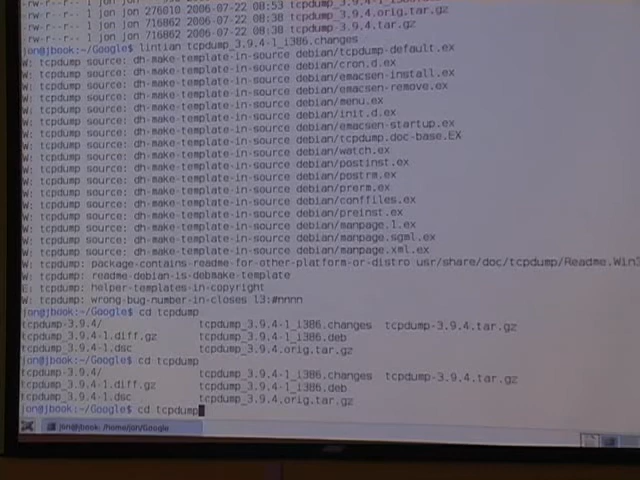 -rw-r--r-- 1 jon jon 2006-07-22 08:53 tcpdump
-rw-r--r-- 1 jon jon 276010 2006-07-22 08:38 tcpdump_3.9.4.orig.tar.gz
-rw-r--r-- 1 jon jon 716862 2006-07-22 08:38 tcpdump-3.9.4.tar.gz
jon@jbook:~/Google$ lintian tcpdump_3.9.4-1_i386.changes
W: tcpdump source: dh-make-template-in-source debian/tcpdump-default.ex
W: tcpdump source: dh-make-template-in-source debian/cron.d.ex
W: tcpdump source: dh-make-template-in-source debian/emacsen-install.ex
W: tcpdump source: dh-make-template-in-source debian/emacsen-remove.ex
W: tcpdump source: dh-make-template-in-source debian/menu.ex
W: tcpdump source: dh-make-template-in-source debian/init.d.ex
W: tcpdump source: dh-make-template-in-source debian/emacsen-startup.ex
W: tcpdump source: dh-make-template-in-source debian/tcpdump.doc-base.EX
W: tcpdump source: dh-make-template-in-source debian/watch.ex
W: tcpdump source: dh-make-template-in-source debian/postinst.ex
W: tcpdump source: dh-make-template-in-source debian/postrm.ex
W: tcpdump source: dh-make-template-in-source debian/prerm.ex
W: tcpdump source: dh-make-template-in-source debian/conffiles.ex
W: tcpdump source: dh-make-template-in-source debian/preinst.ex
W: tcpdump source: dh-make-template-in-source debian/manpage.1.ex
W: tcpdump source: dh-make-template-in-source debian/manpage.sgml.ex
W: tcpdump source: dh-make-template-in-source debian/manpage.xml.ex
W: tcpdump: package-contains-readme-for-other-platform-or-distro usr/share/doc/tcpdump/Readme.Win3
W: tcpdump: readme-debian-is-debmake-template
E: tcpdump: helper-templates-in-copyright
W: tcpdump: wrong-bug-number-in-closes l3:#nnnn
jon@jbook:~/Google$ cd tcpdump
tcpdump-3.9.4/ tcpdump_3.9.4-1_i386.changes tcpdump-3.9.4.tar.gz
tcpdump_3.9.4-1.diff.gz tcpdump_3.9.4-1_i386.deb
tcpdump_3.9.4-1.dsc tcpdump_3.9.4.orig.tar.gz
jon@jbook:~/Google$ cd tcpdump
tcpdump-3.9.4/ tcpdump_3.9.4-1_i386.changes tcpdump-3.9.4.tar.gz
tcpdump_3.9.4-1.diff.gz tcpdump_3.9.4-1_i386.deb
tcpdump_3.9.4-1.dsc tcpdump_3.9.4.orig.tar.gz
jon@jbook:~/Google$ cd tcpdump
jon@jbook: /home/jon/Google